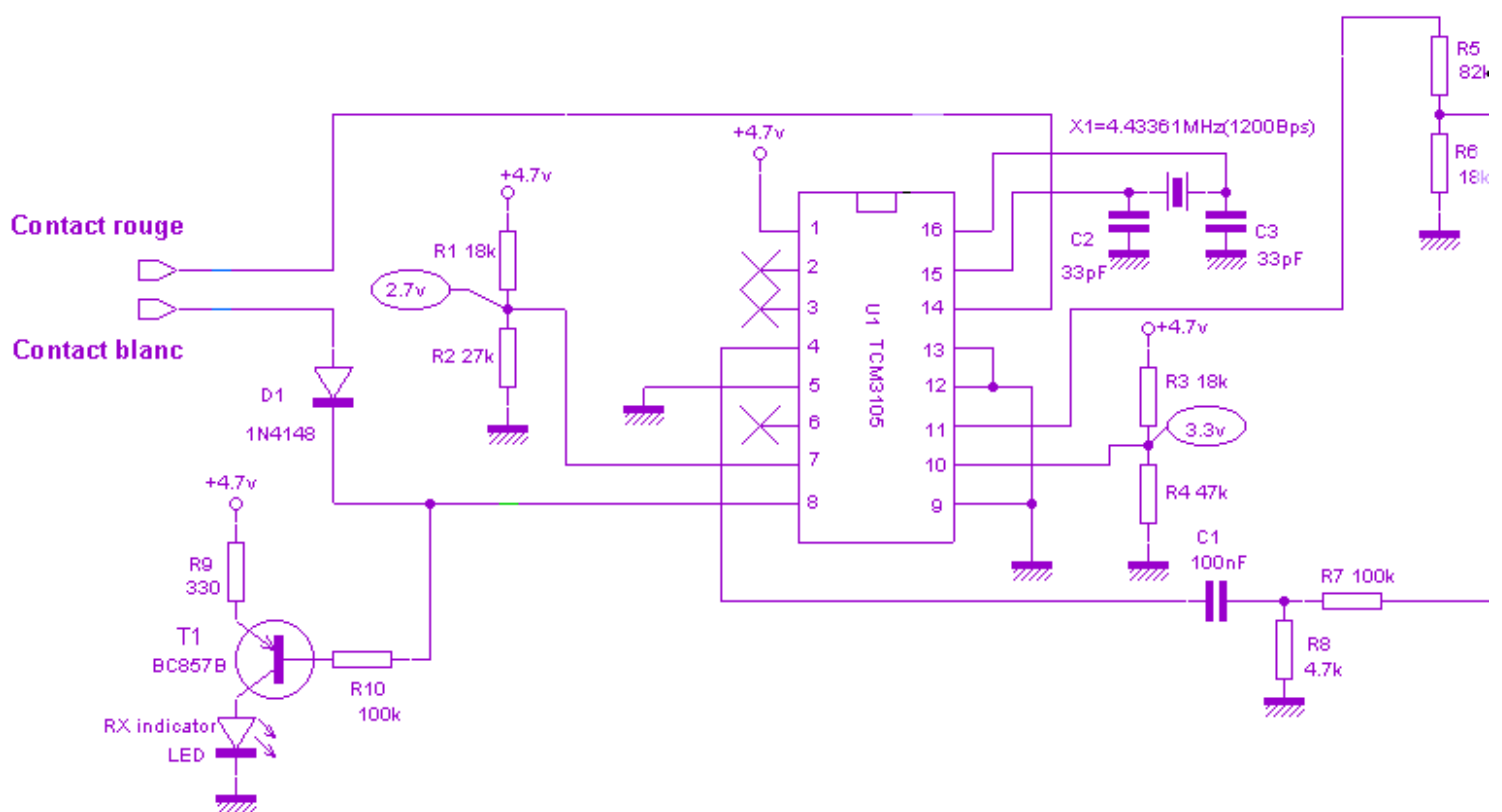 R5
82k
+4.7v
X1=4.43361MHz(1200Bps)
R6
18k
+4.7v
Contact rouge
R1 18k
1
16
C2
33pF
C3
33pF
2
15
2.7v
3
U1 TCM3105
14
+4.7v
Contact blanc
R2 27k
4
13
R3 18k
D1
5
12
1N4148
6
11
3.3v
7
10
+4.7v
R4 47k
8
9
C1
100nF
R9
330
R7 100k
T1
BC857B
R8
4.7k
R10
100k
RX indicator
LED